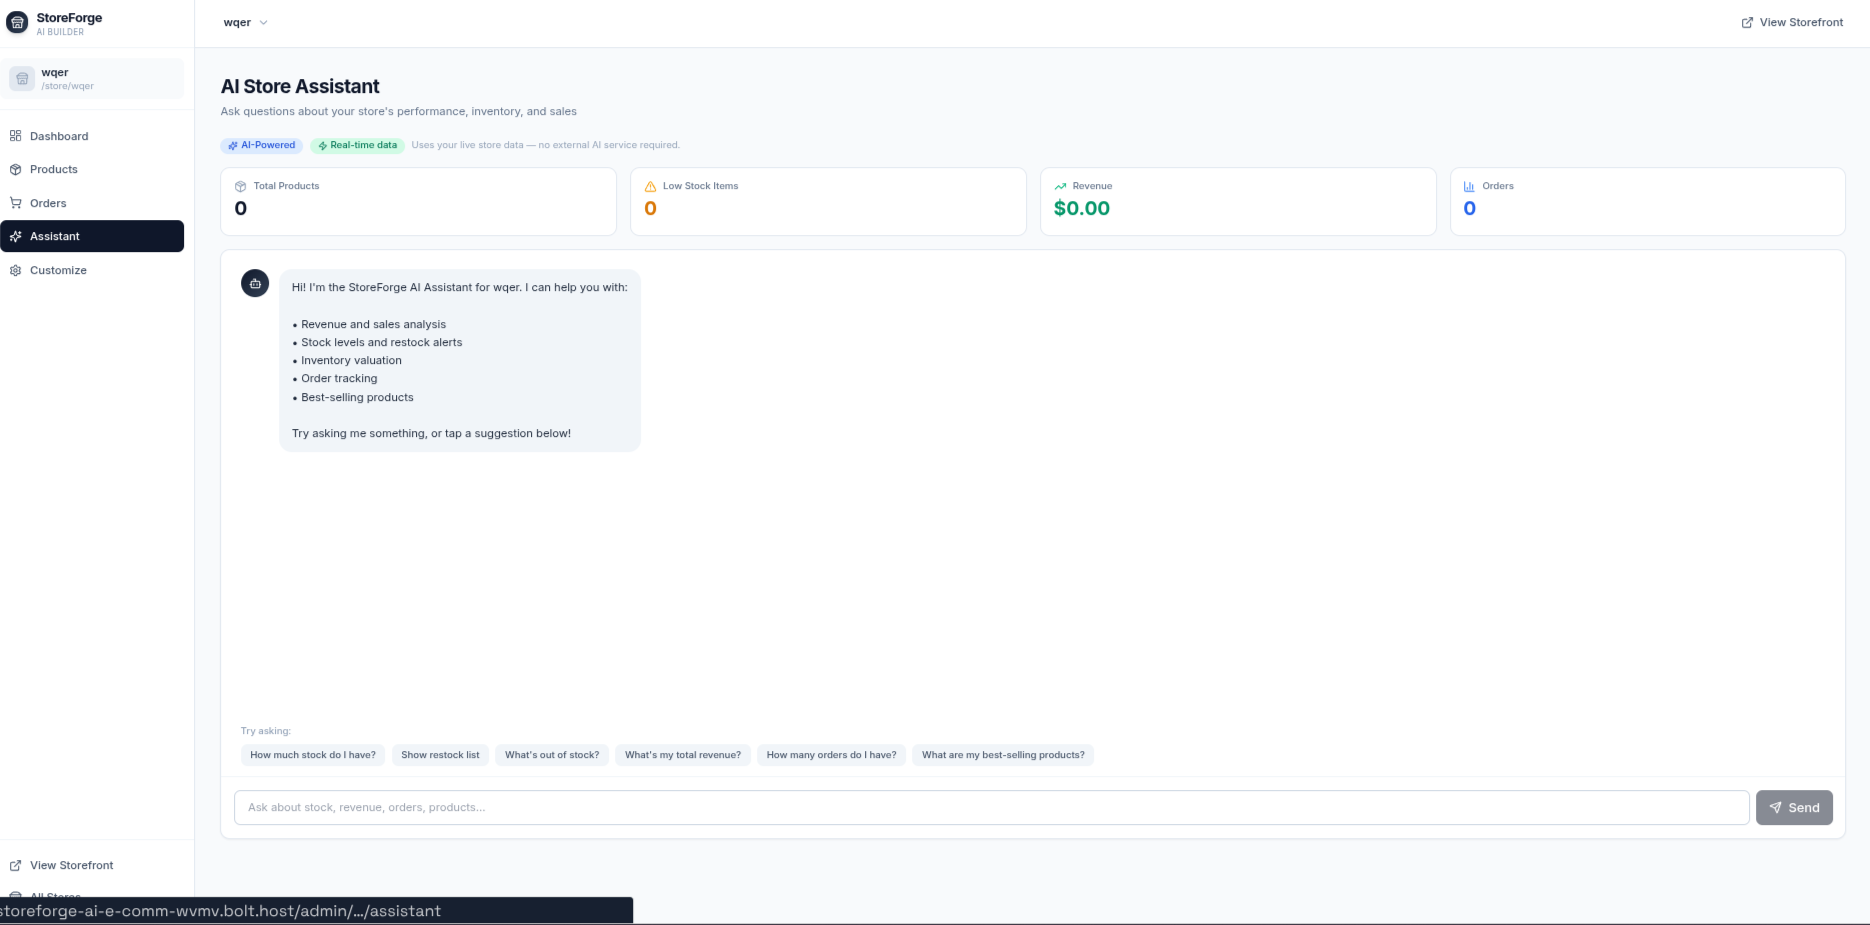 StoreForge
AI BUILDER
wqer
/store/wqer
Dashboard
Products
Orders
Assistant
Customize
View Storefront
All Stores
wqer
View Storefront
AI Store Assistant
Ask questions about your store's performance, inventory, and sales
AI-Powered
Real-time data
Uses your live store data — no external AI service required.
Total Products
0
Low Stock Items
0
Revenue
$0.00
Orders
0
Hi! I'm the StoreForge AI Assistant for wqer. I can help you with:
• Revenue and sales analysis
• Stock levels and restock alerts
• Inventory valuation
• Order tracking
• Best-selling products
Try asking me something, or tap a suggestion below!
Try asking:
How much stock do I have?
Show restock list
What's out of stock?
What's my total revenue?
How many orders do I have?
What are my best-selling products?
Ask about stock, revenue, orders, products...
Send
storeforge-ai-e-comm-wvmv.bolt.host/admin/.../assistant